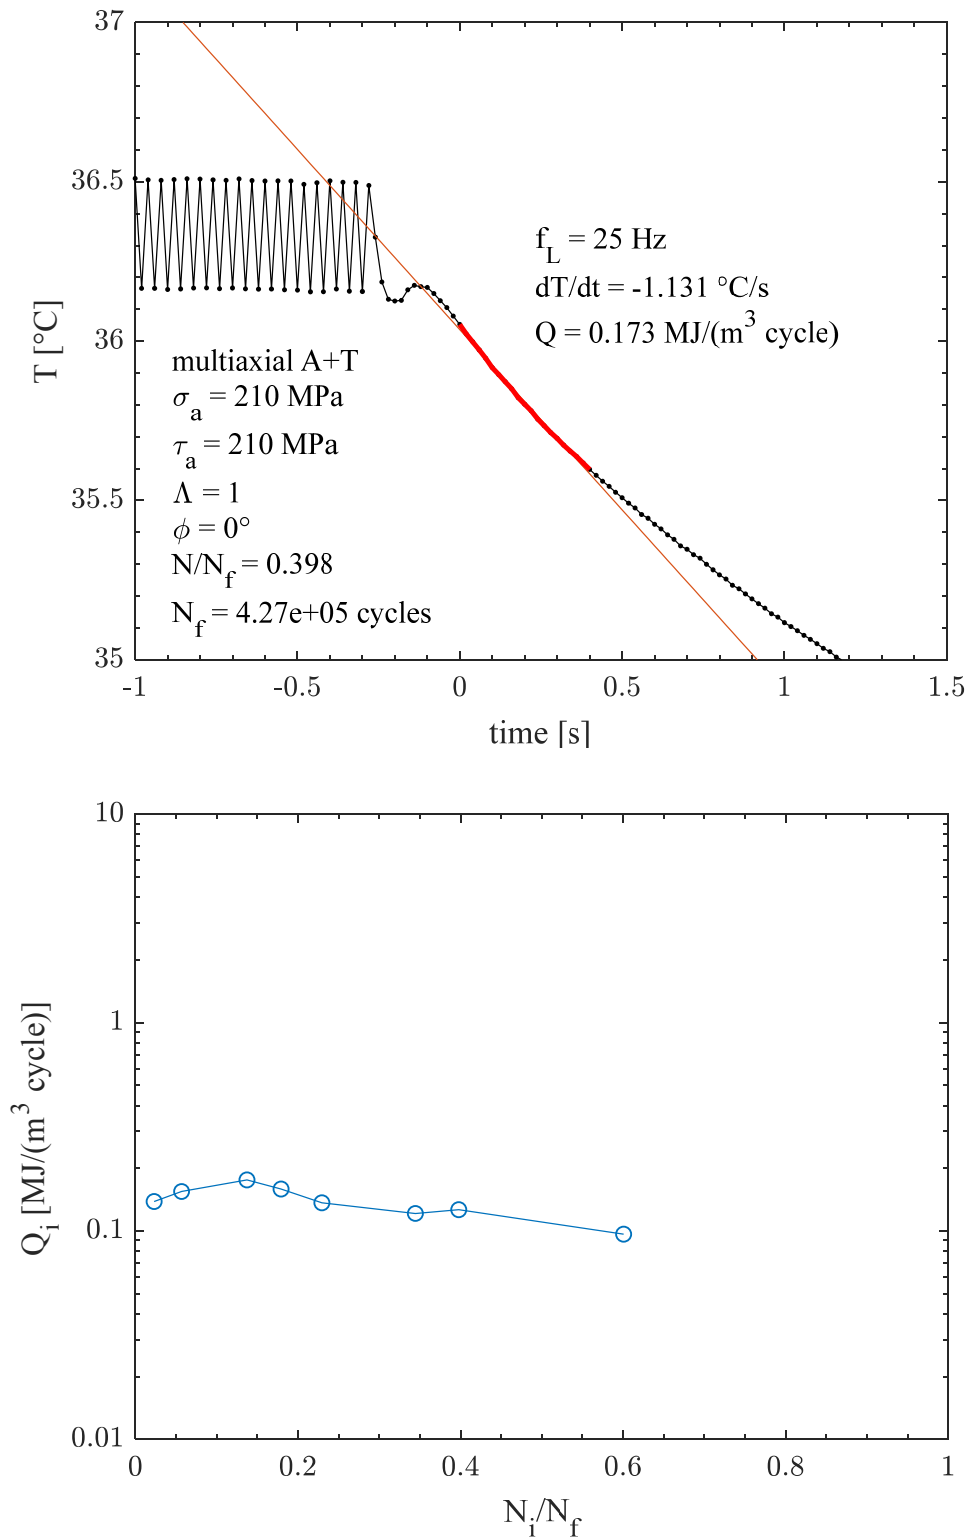 37
36.5
36
35.5
35
T [°C]
f_L = 25 Hz
dT/dt = -1.131 °C/s
Q = 0.173 MJ/(m³ cycle)
multiaxial A+T
σ_a = 210 MPa
τ_a = 210 MPa
Λ = 1
ϕ = 0°
N/N_f = 0.398
N_f = 4.27e+05 cycles
-1 -0.5 0 0.5 1 1.5
time [s]
10
1
0.1
0.01
Q_i [MJ/(m³ cycle)]
0 0.2 0.4 0.6 0.8 1
N_i/N_f